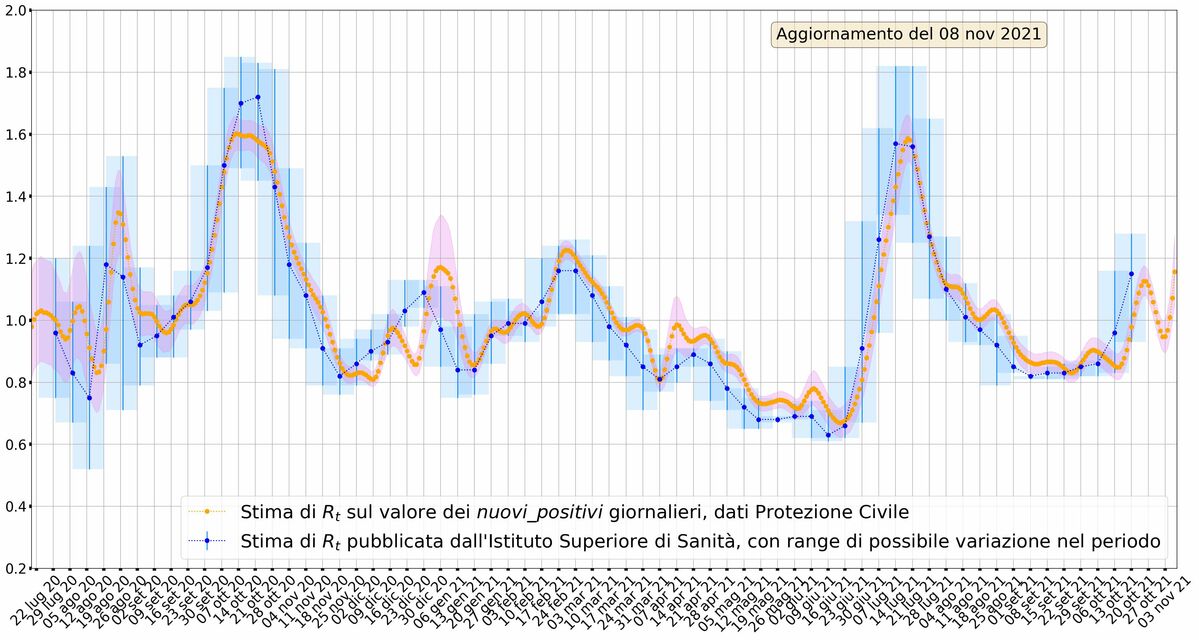 Aggiornamento del 08 nov 2021
2.0
1.8
1.6
1.4
1.2
1.0
0.8
0.6
0.4
0.2
Stima di Rt sul valore dei nuovi_positivi giornalieri, dati Protezione Civile
Stima di Rt pubblicata dall'Istituto Superiore di Sanità, con range di possibile variazione nel periodo
22 lug 20
29 lug 20
05 ago 20
12 ago 20
19 ago 20
26 ago 20
02 set 20
09 set 20
16 set 20
23 set 20
30 set 20
07 ott 20
14 ott 20
21 ott 20
28 ott 20
04 nov 20
11 nov 20
18 nov 20
25 nov 20
02 dic 20
09 dic 20
16 dic 20
23 dic 20
30 dic 20
06 gen 21
13 gen 21
20 gen 21
27 gen 21
03 feb 21
10 feb 21
17 feb 21
24 feb 21
03 mar 21
10 mar 21
17 mar 21
24 mar 21
31 mar 21
07 apr 21
14 apr 21
21 apr 21
28 apr 21
05 mag 21
12 mag 21
19 mag 21
26 mag 21
02 giu 21
09 giu 21
16 giu 21
23 giu 21
30 giu 21
07 lug 21
14 lug 21
21 lug 21
28 lug 21
04 ago 21
11 ago 21
18 ago 21
25 ago 21
01 set 21
08 set 21
15 set 21
22 set 21
29 set 21
06 ott 21
13 ott 21
20 ott 21
27 ott 21
03 nov 21